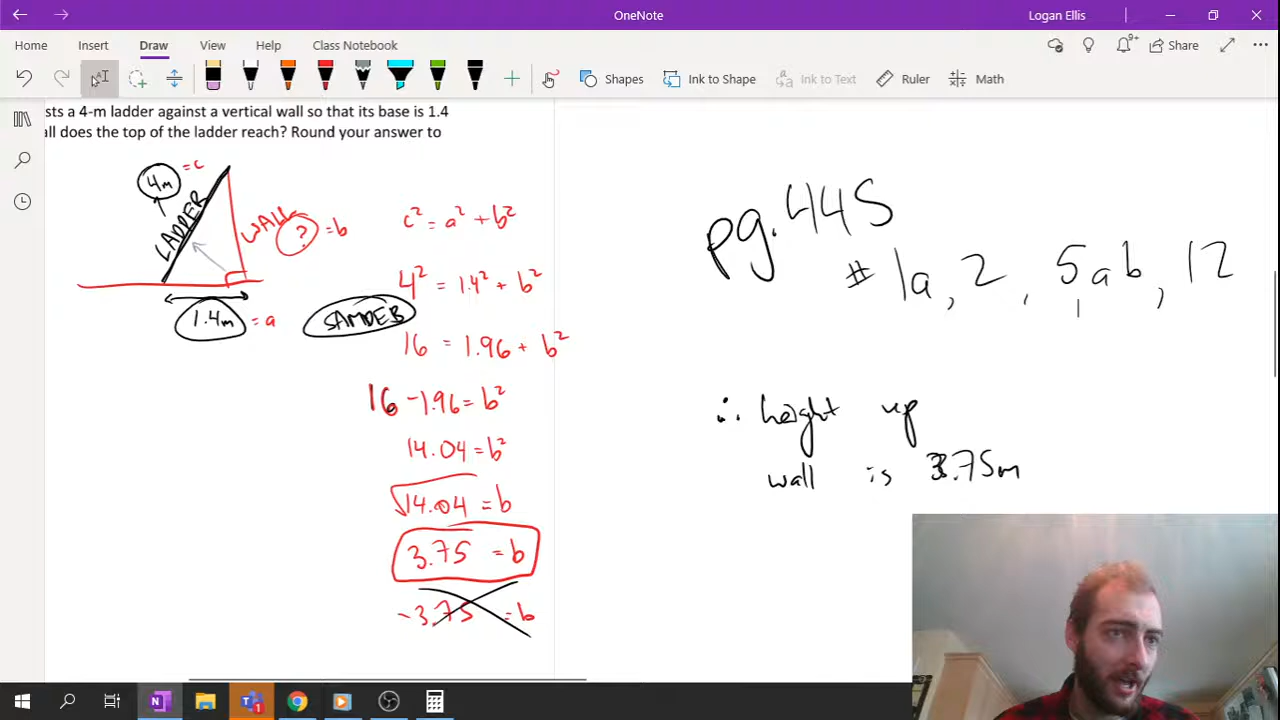 OneNote
Logan Ellis
Home Insert Draw View Help Class Notebook
9+ Share
Shapes Ink to Shape Ink to Text Ruler Math
sts a 4-m ladder against a vertical wall so that its base is 1.4
all does the top of the ladder reach? Round your answer to
4m = c
LADDER
WALL ? = b
1.4m = a
SAMDEB
c² = a² + b²
4² = 1.4² + b²
16 = 1.96 + b²
16 - 1.96 = b²
14.04 = b²
√14.04 = b
3.75 = b
-3.75 = b
pg. 445
# 1a, 2, 5ab, 12
∴ height up
wall is 3.75m